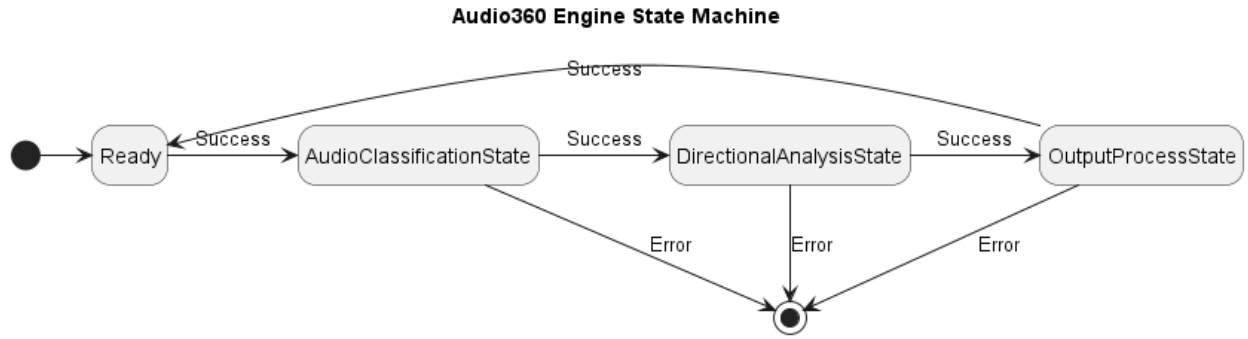 Audio360 Engine State Machine
Success
Ready
Success
AudioClassificationState
Success
DirectionalAnalysisState
Success
OutputProcessState
Error
Error
Error